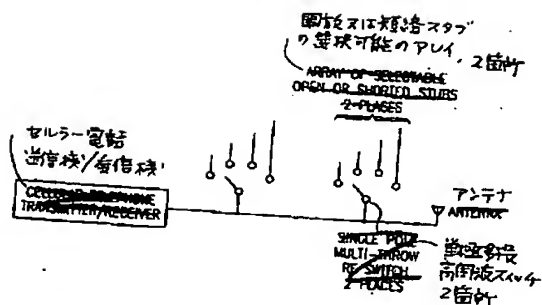 開放又は短絡スタブ
の選択可能のアレイ, 2箇所
ARRAY OF SELECTABLE
OPEN OR SHORTED STUBS
2-PLACES
セルラー電話
送信機/受信機
CELLULAR TELEPHONE
TRANSMITTER/RECEIVER
アンテナ
ANTENNA
SINGLE POLE
MULTI-THROW
RF SWITCH
2 PLACES
単極多投
高周波スイッチ
2箇所